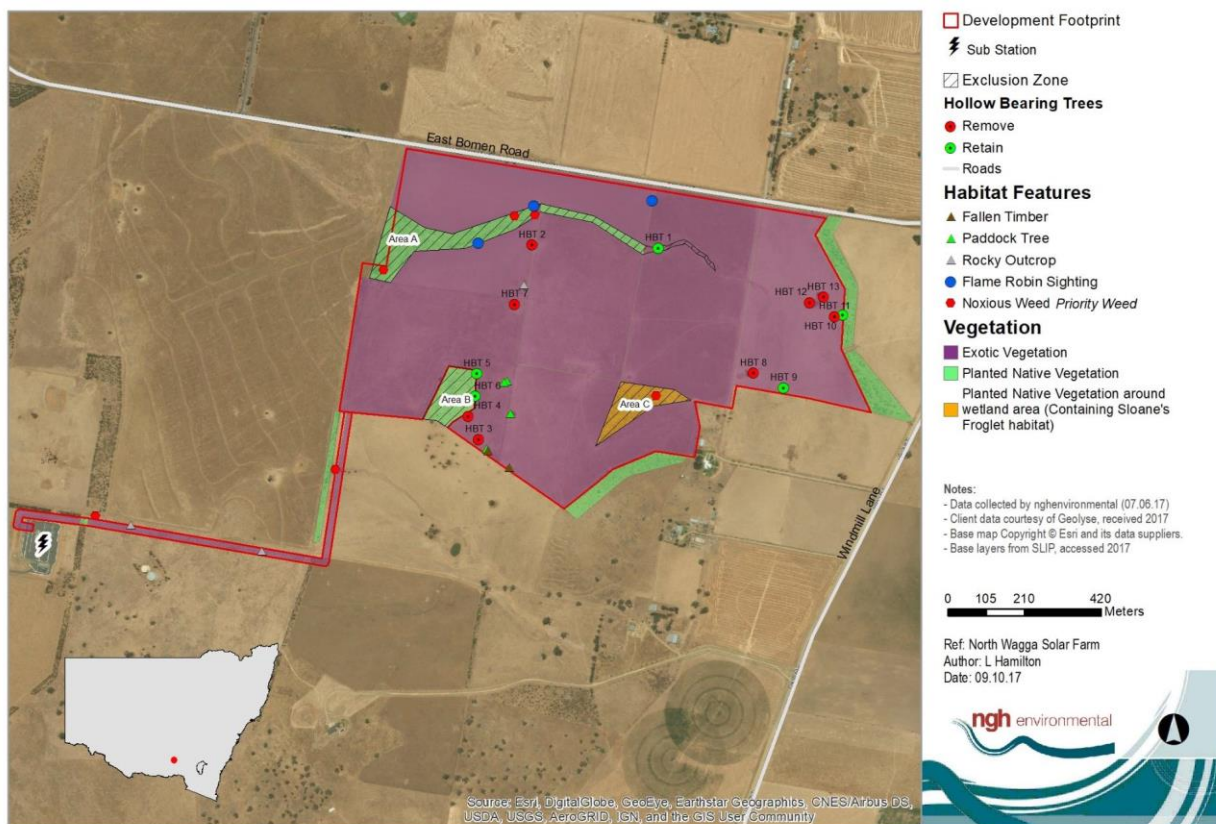 East Bomen Road
Area A
HBT 2
HBT 1
HBT 7
HBT 12
HBT 13
HBT 11
HBT 10
HBT 5
HBT 6
Area B
HBT 4
HBT 3
Area C
HBT 8
HBT 9
Windmill Lane
Source: Esri, DigitalGlobe, GeoEye, Earthstar Geographics, CNES/Airbus DS,
USDA, USGS, AeroGRID, IGN, and the GIS User Community
Development Footprint
Sub Station
Exclusion Zone
Hollow Bearing Trees
Remove
Retain
Roads
Habitat Features
Fallen Timber
Paddock Tree
Rocky Outcrop
Flame Robin Sighting
Noxious Weed Priority Weed
Vegetation
Exotic Vegetation
Planted Native Vegetation
Planted Native Vegetation around
wetland area (Containing Sloane's
Froglet habitat)
Notes:
- Data collected by nghenvironmental (07.06.17)
- Client data courtesy of Geolyse, received 2017
- Base map Copyright © Esri and its data suppliers.
- Base layers from SLIP, accessed 2017
0 105 210 420
Meters
Ref: North Wagga Solar Farm
Author: L Hamilton
Date: 09.10.17
ngh environmental